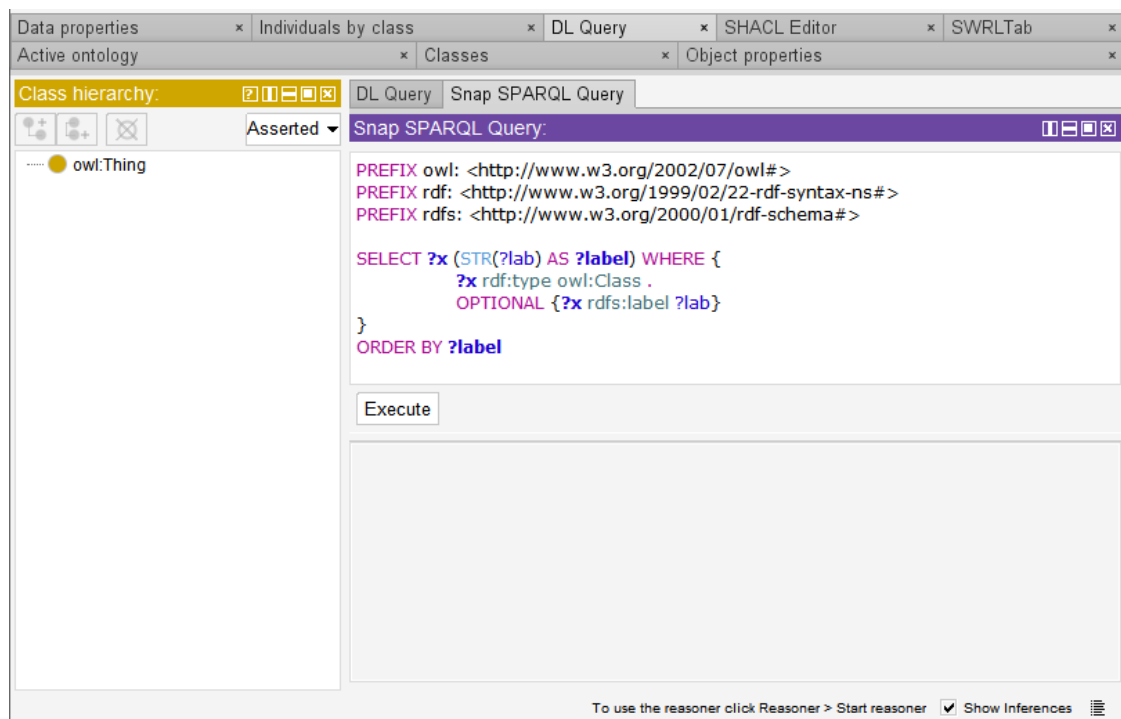 Data properties × Individuals by class × DL Query × SHACL Editor × SWRLTab ×
Active ontology × Classes × Object properties ×
Class hierarchy:
Asserted
owl:Thing
DL Query Snap SPARQL Query
Snap SPARQL Query:
PREFIX owl: <http://www.w3.org/2002/07/owl#>
PREFIX rdf: <http://www.w3.org/1999/02/22-rdf-syntax-ns#>
PREFIX rdfs: <http://www.w3.org/2000/01/rdf-schema#>
SELECT ?x (STR(?lab) AS ?label) WHERE {
?x rdf:type owl:Class .
OPTIONAL {?x rdfs:label ?lab}
}
ORDER BY ?label
Execute
To use the reasoner click Reasoner > Start reasoner Show Inferences